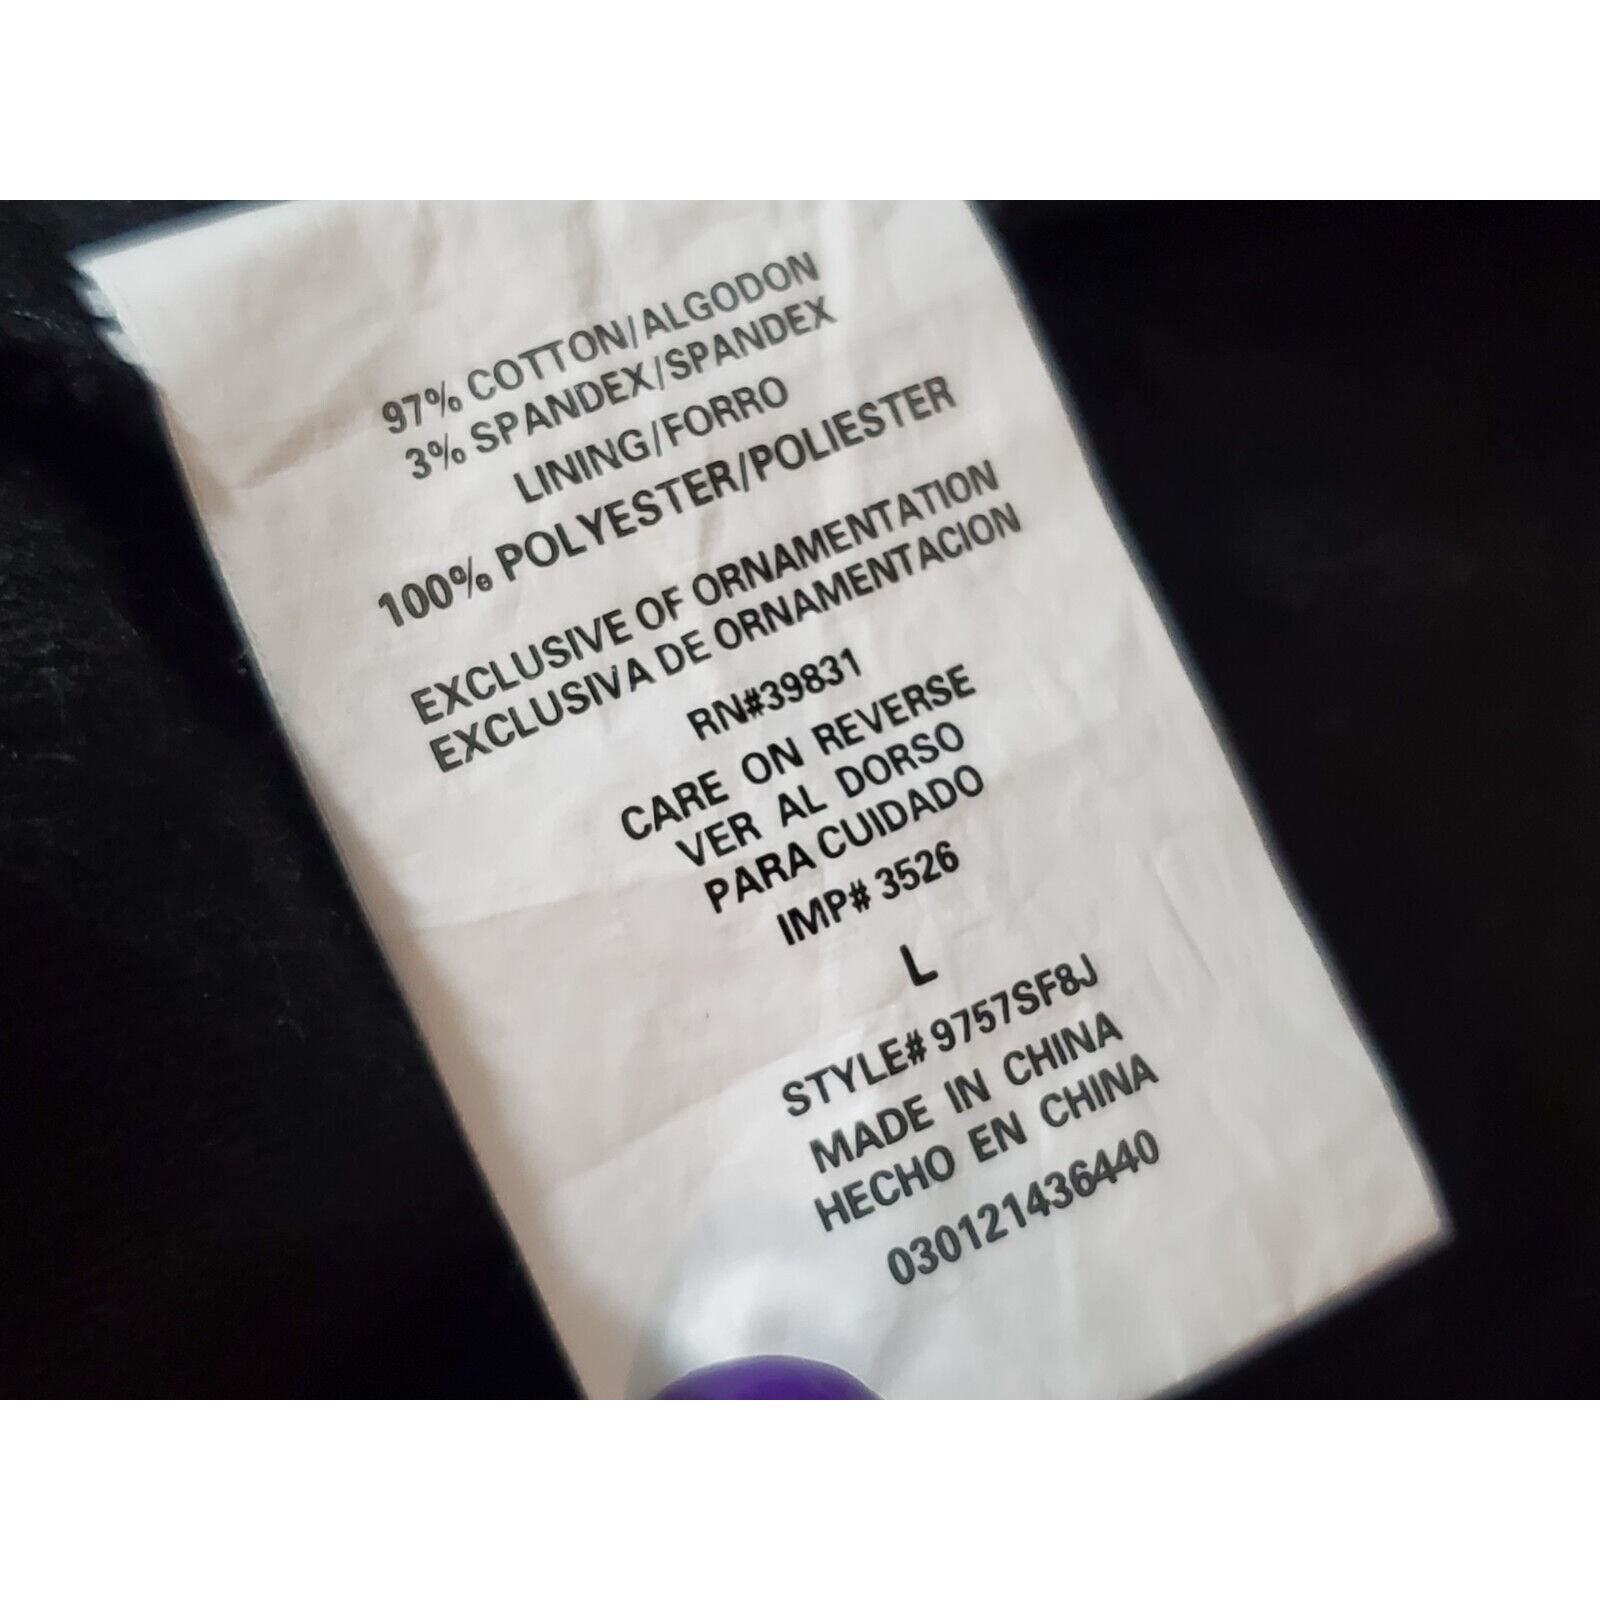 97% COTTON/ALGODON
3% SPANDEX/SPANDEX
LINING/FORRO
100% POLYESTER/POLIESTER
EXCLUSIVE OF ORNAMENTATION
EXCLUSIVA DE ORNAMENTACION
RN#39831
CARE ON REVERSE
VER AL DORSO
PARA CUIDADO
IMP# 3526
L
STYLE# 9757SF8J
MADE IN CHINA
HECHO EN CHINA
030121436440